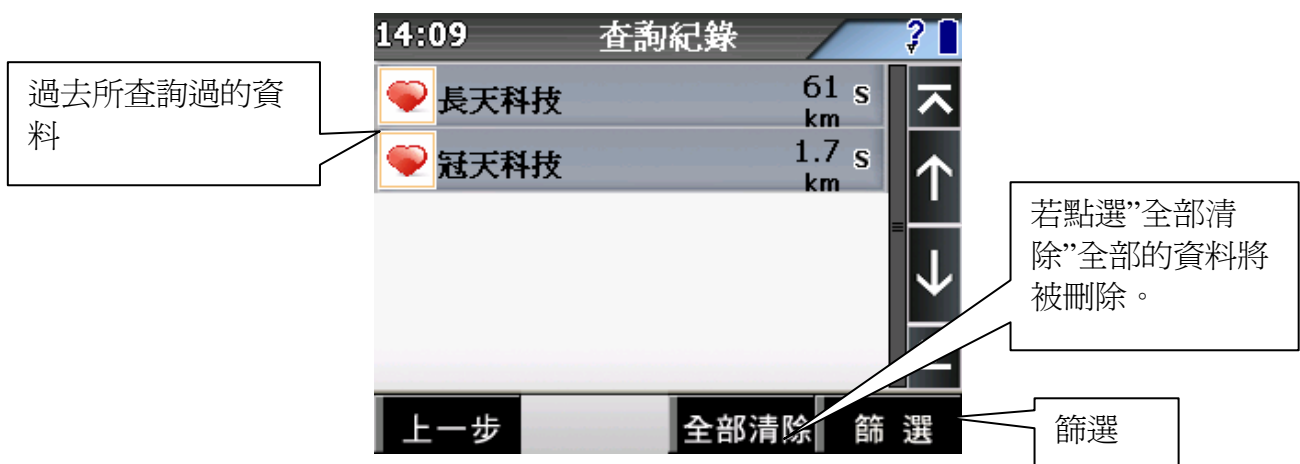 14:09 查詢紀錄 ?
過去所查詢過的資
料
長天科技 61 km S
冠天科技 1.7 km S
若點選”全部清
除”全部的資料將
被刪除。
上一步 全部清除 篩 選
篩選